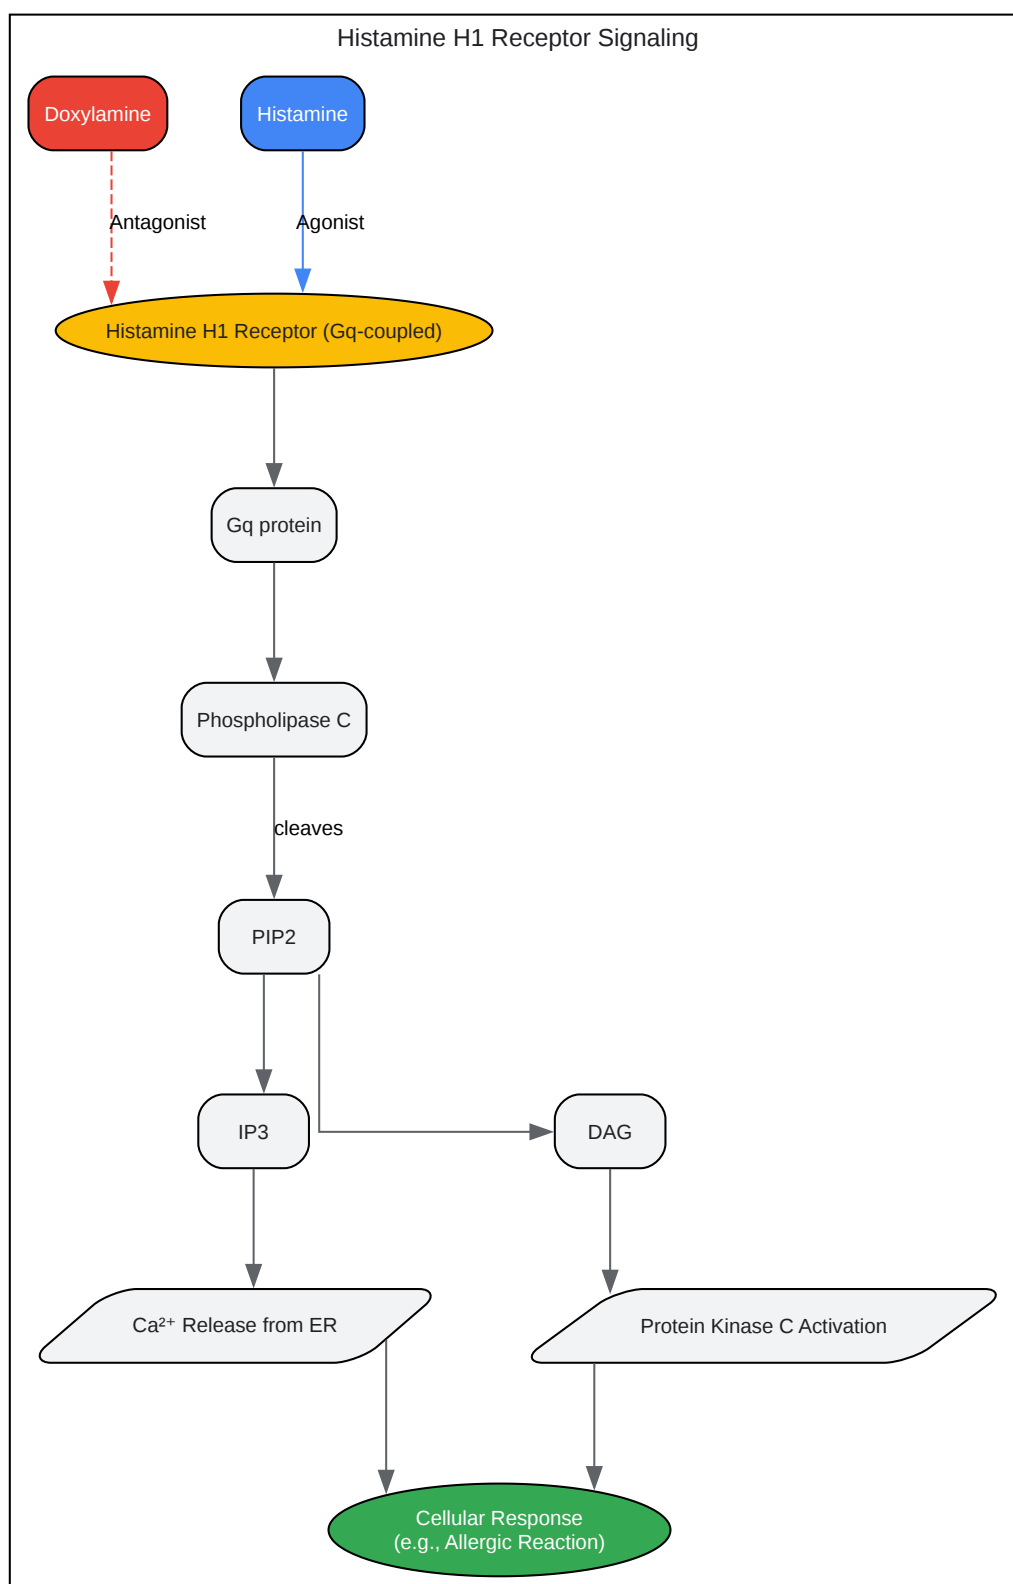 Histamine H1 Receptor Signaling
Doxylamine
Histamine
Antagonist
Agonist
Histamine H1 Receptor (Gq-coupled)
Gq protein
Phospholipase C
cleaves
PIP2
IP3
DAG
Ca²⁺ Release from ER
Protein Kinase C Activation
Cellular Response
(e.g., Allergic Reaction)